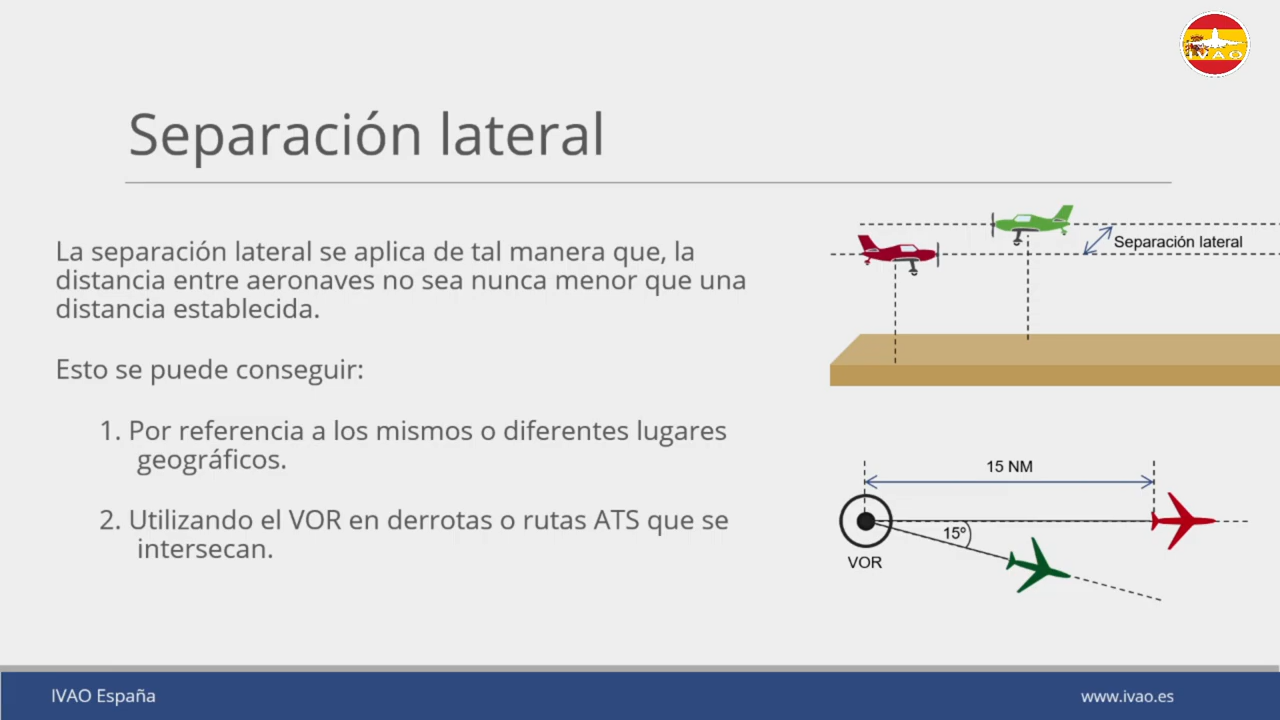 IVAO
Separación lateral
La separación lateral se aplica de tal manera que, la
distancia entre aeronaves no sea nunca menor que una
distancia establecida.
Esto se puede conseguir:
1. Por referencia a los mismos o diferentes lugares
geográficos.
2. Utilizando el VOR en derrotas o rutas ATS que se
intersecan.
Separación lateral
15 NM
15º
VOR
IVAO España
www.ivao.es